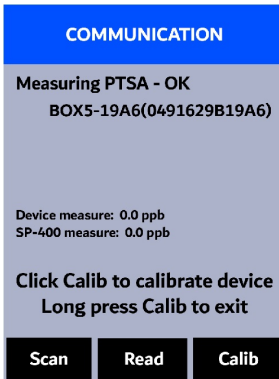 COMMUNICATION
Measuring PTSA - OK
BOX5-19A6(0491629B19A6)
Device measure: 0.0 ppb
SP-400 measure: 0.0 ppb
Click Calib to calibrate device
Long press Calib to exit
Scan Read Calib